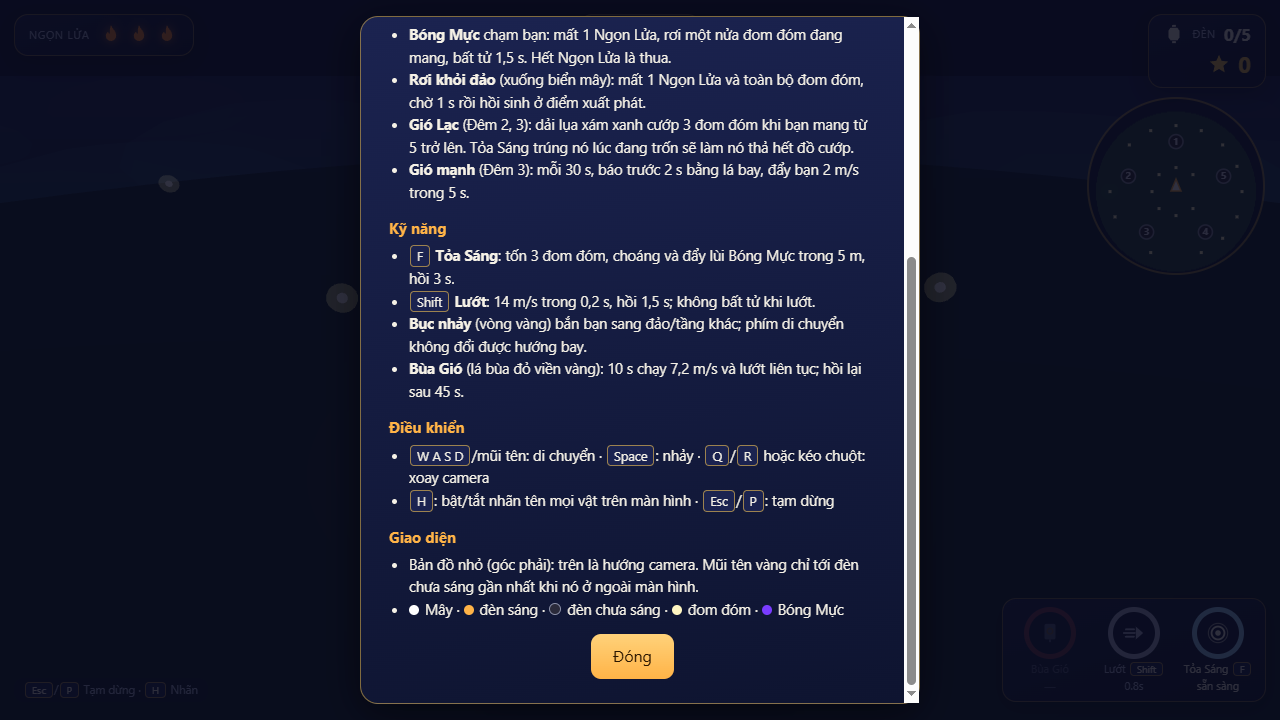 NGỌN LỬA
ĐÈN 0/5
0
• Bóng Mực chạm bạn: mất 1 Ngọn Lửa, rơi một nửa đom đóm đang
mang, bất tử 1,5 s. Hết Ngọn Lửa là thua.
• Rơi khỏi đảo (xuống biển mây): mất 1 Ngọn Lửa và toàn bộ đom đóm,
chờ 1 s rồi hồi sinh ở điểm xuất phát.
• Gió Lạc (Đêm 2, 3): dải lụa xám xanh cướp 3 đom đóm khi bạn mang từ
5 trở lên. Tỏa Sáng trúng nó lúc đang trốn sẽ làm nó thả hết đồ cướp.
• Gió mạnh (Đêm 3): mỗi 30 s, báo trước 2 s bằng lá bay, đẩy bạn 2 m/s
trong 5 s.
Kỹ năng
• F Tỏa Sáng: tốn 3 đom đóm, choáng và đẩy lùi Bóng Mực trong 5 m,
hồi 3 s.
• Shift Lướt: 14 m/s trong 0,2 s, hồi 1,5 s; không bất tử khi lướt.
• Bục nhảy (vòng vàng) bắn bạn sang đảo/tầng khác; phím di chuyển
không đổi được hướng bay.
• Bùa Gió (lá bùa đỏ viền vàng): 10 s chạy 7,2 m/s và lướt liên tục; hồi lại
sau 45 s.
Điều khiển
• W A S D/mũi tên: di chuyển · Space: nhảy · Q/R hoặc kéo chuột:
xoay camera
• H: bật/tắt nhãn tên mọi vật trên màn hình · Esc/P: tạm dừng
Giao diện
• Bản đồ nhỏ (góc phải): trên là hướng camera. Mũi tên vàng chỉ tới đèn
chưa sáng gần nhất khi nó ở ngoài màn hình.
• Mây · đèn sáng · đèn chưa sáng · đom đóm · Bóng Mực
Đóng
1
2
5
3
4
Esc/P Tạm dừng · H Nhãn
Bùa Gió
—
Lướt Shift
0.8s
Tỏa Sáng F
sẵn sàng